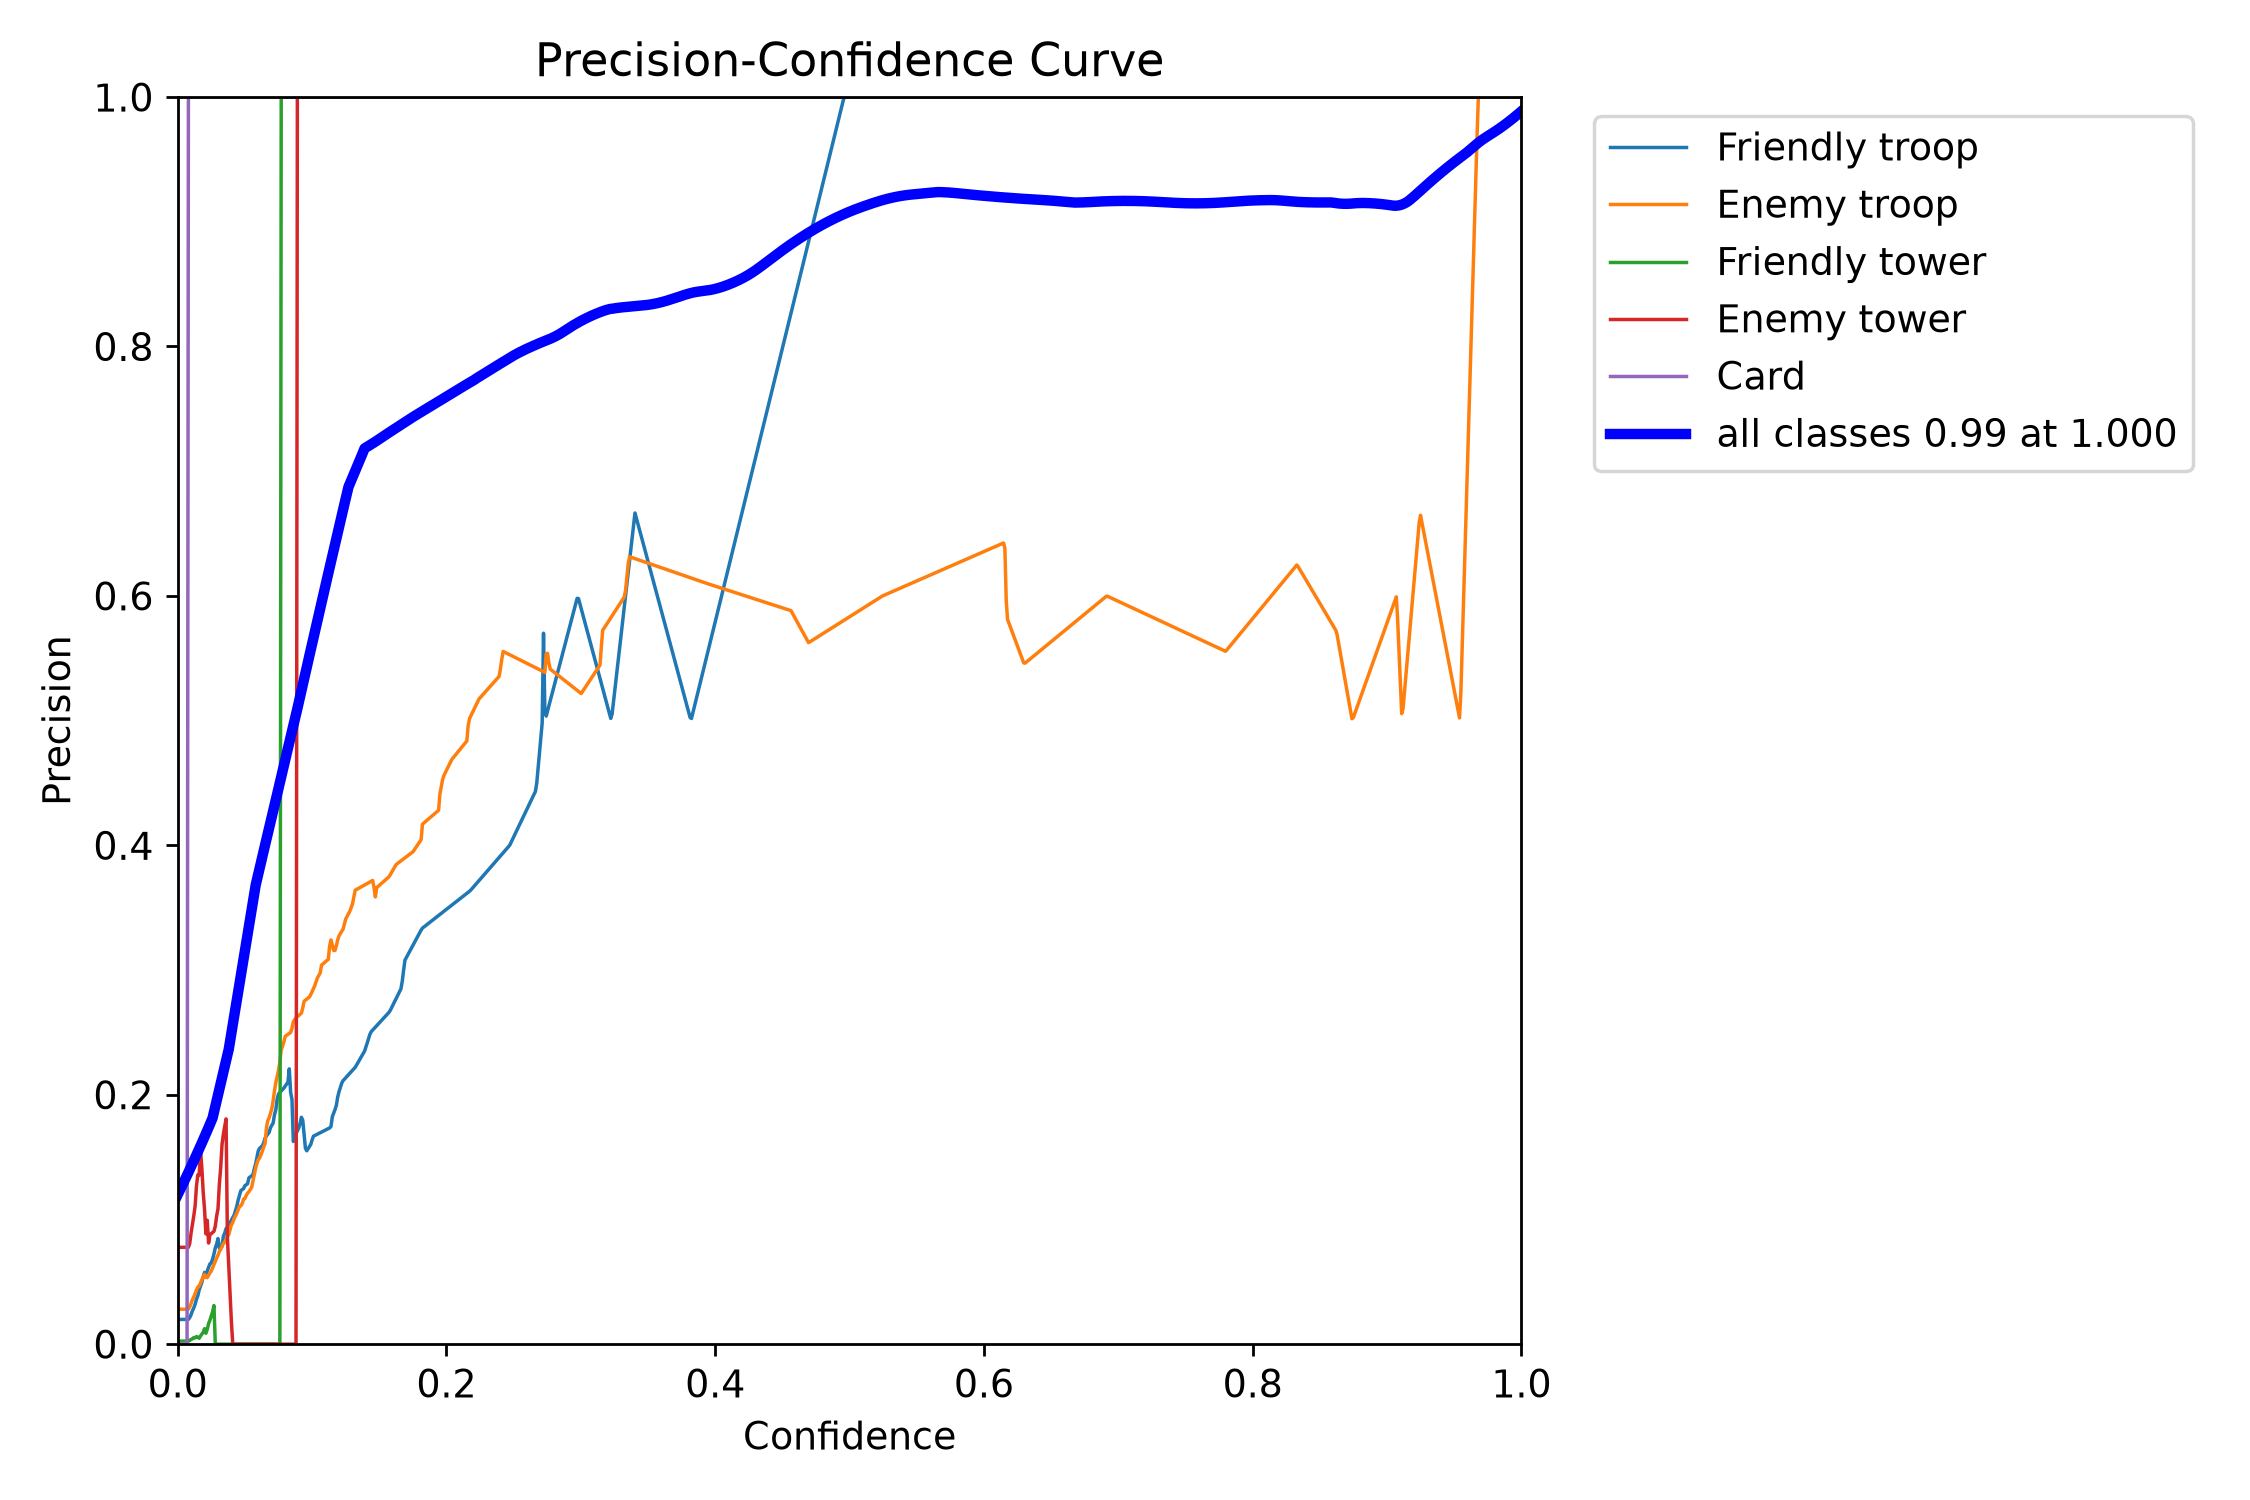 Precision-Confidence Curve
1.0
0.8
0.6
0.4
0.2
0.0
Precision
0.0 0.2 0.4 0.6 0.8 1.0
Confidence
Friendly troop
Enemy troop
Friendly tower
Enemy tower
Card
all classes 0.99 at 1.000